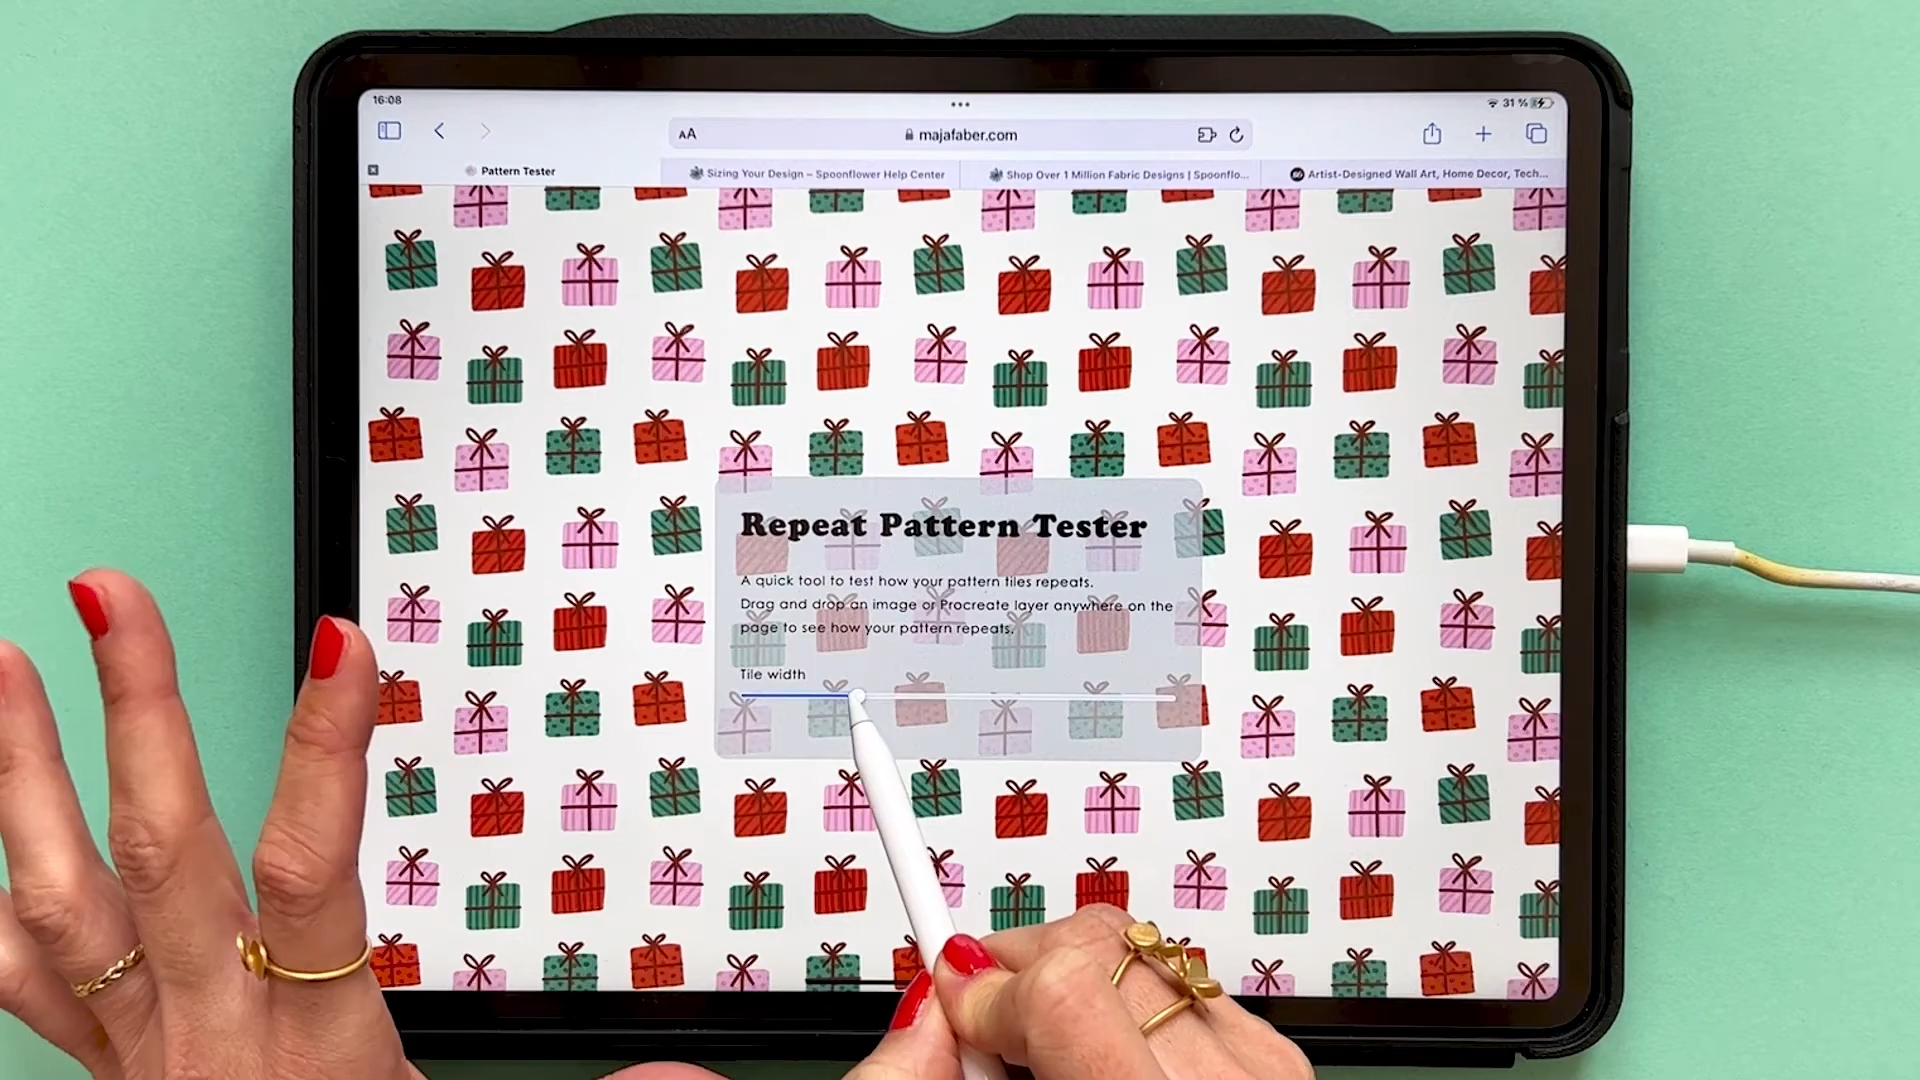 16:08
31 %
AA
majafaber.com
Pattern Tester
Sizing Your Design – Spoonflower Help Center
Shop Over 1 Million Fabric Designs | Spoonflo...
Artist-Designed Wall Art, Home Decor, Tech...
Repeat Pattern Tester
A quick tool to test how your pattern tiles repeats.
Drag and drop an image or Procreate layer anywhere on the
page to see how your pattern repeats.
Tile width